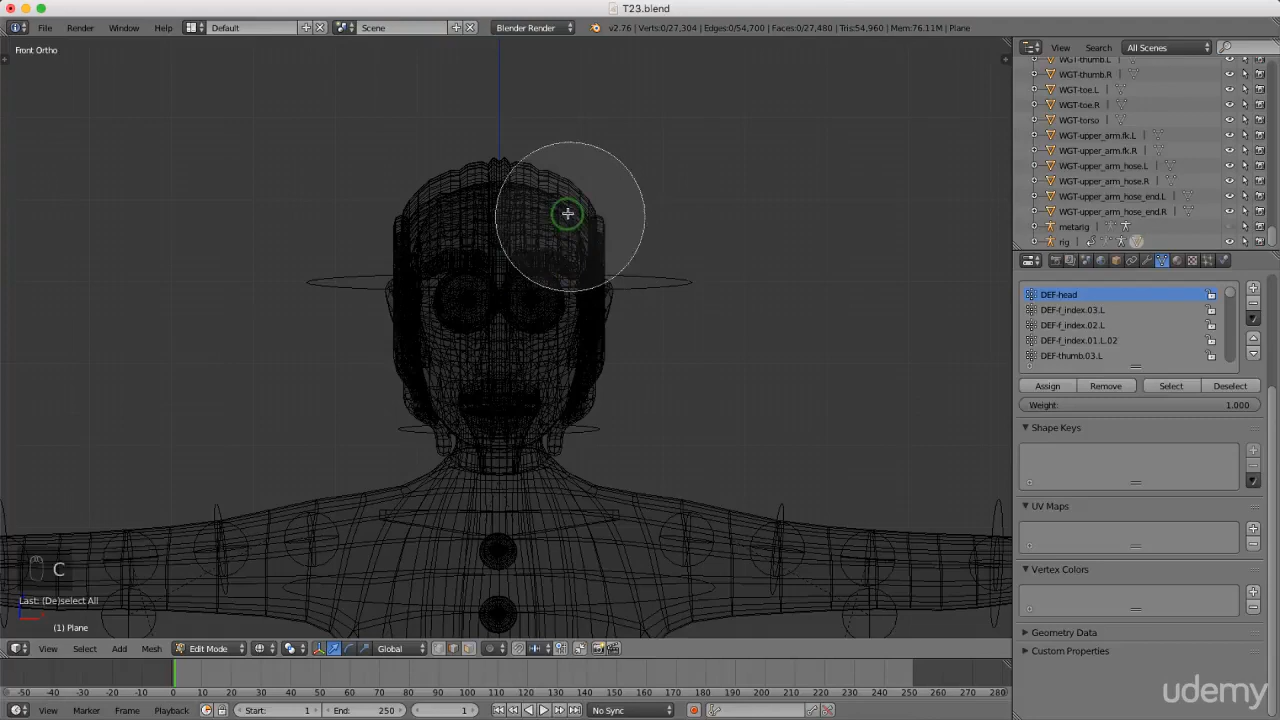 T23.blend
File Render Window Help Default Scene Blender Render v2.76 | Verts:0/27,304 | Edges:0/54,700 | Faces:0/27,480 | Tris:54,960 | Mem:76.11M | Plane
Front Ortho
View Search All Scenes
WGT-thumb.L
WGT-thumb.R
WGT-toe.L
WGT-toe.R
WGT-torso
WGT-upper_arm.fk.L
WGT-upper_arm.fk.R
WGT-upper_arm_hose.L
WGT-upper_arm_hose.R
WGT-upper_arm_hose_end.L
WGT-upper_arm_hose_end.R
metarig
rig
DEF-head
DEF-f_index.03.L
DEF-f_index.02.L
DEF-f_index.01.L.02
DEF-thumb.03.L
Assign Remove Select Deselect
Weight: 1.000
Shape Keys
UV Maps
Vertex Colors
Geometry Data
Custom Properties
C
Last: (De)select All
(1) Plane
View Select Add Mesh Edit Mode Global
-50 -40 -30 -20 -10 0 10 20 30 40 50 60 70 80 90 100 110 120 130 140 150 160 170 180 190 200 210 220 230 240 250 260 270 280
View Marker Frame Playback Start: 1 End: 250 1 No Sync
udemy